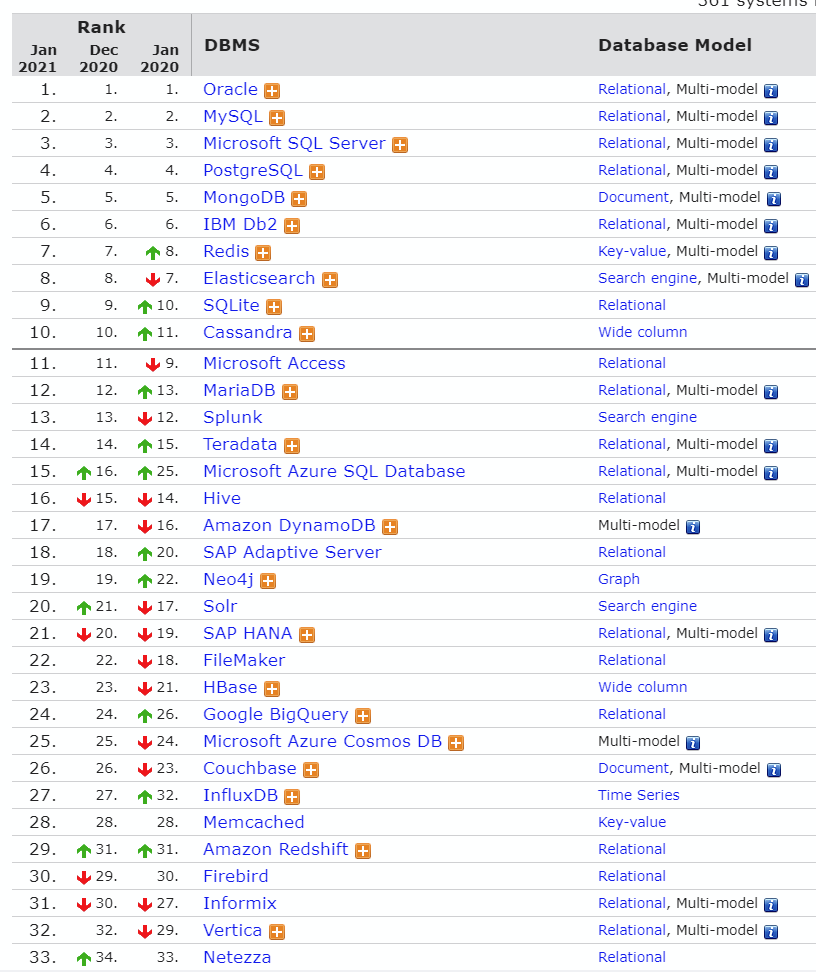 361 systems
Rank
Jan 2021 Dec 2020 Jan 2020 DBMS Database Model
1. 1. 1. Oracle Relational, Multi-model
2. 2. 2. MySQL Relational, Multi-model
3. 3. 3. Microsoft SQL Server Relational, Multi-model
4. 4. 4. PostgreSQL Relational, Multi-model
5. 5. 5. MongoDB Document, Multi-model
6. 6. 6. IBM Db2 Relational, Multi-model
7. 7. 8. Redis Key-value, Multi-model
8. 8. 7. Elasticsearch Search engine, Multi-model
9. 9. 10. SQLite Relational
10. 10. 11. Cassandra Wide column
11. 11. 9. Microsoft Access Relational
12. 12. 13. MariaDB Relational, Multi-model
13. 13. 12. Splunk Search engine
14. 14. 15. Teradata Relational, Multi-model
15. 16. 25. Microsoft Azure SQL Database Relational, Multi-model
16. 15. 14. Hive Relational
17. 17. 16. Amazon DynamoDB Multi-model
18. 18. 20. SAP Adaptive Server Relational
19. 19. 22. Neo4j Graph
20. 21. 17. Solr Search engine
21. 20. 19. SAP HANA Relational, Multi-model
22. 22. 18. FileMaker Relational
23. 23. 21. HBase Wide column
24. 24. 26. Google BigQuery Relational
25. 25. 24. Microsoft Azure Cosmos DB Multi-model
26. 26. 23. Couchbase Document, Multi-model
27. 27. 32. InfluxDB Time Series
28. 28. 28. Memcached Key-value
29. 31. 31. Amazon Redshift Relational
30. 29. 30. Firebird Relational
31. 30. 27. Informix Relational, Multi-model
32. 32. 29. Vertica Relational, Multi-model
33. 34. 33. Netezza Relational